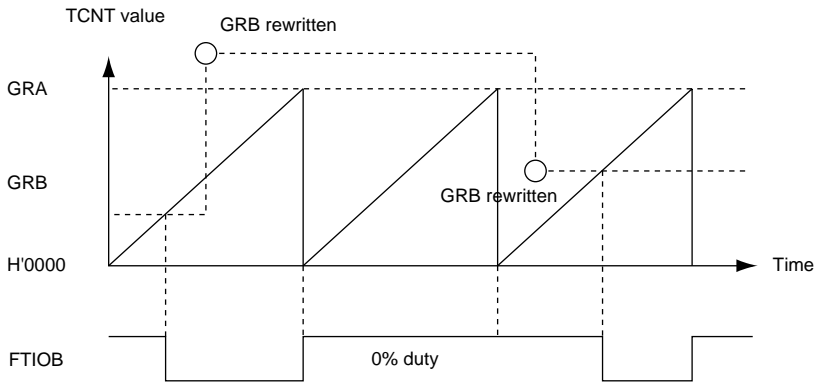 TCNT value
GRB rewritten
GRA
GRB
GRB rewritten
H'0000
Time
FTIOB
0% duty